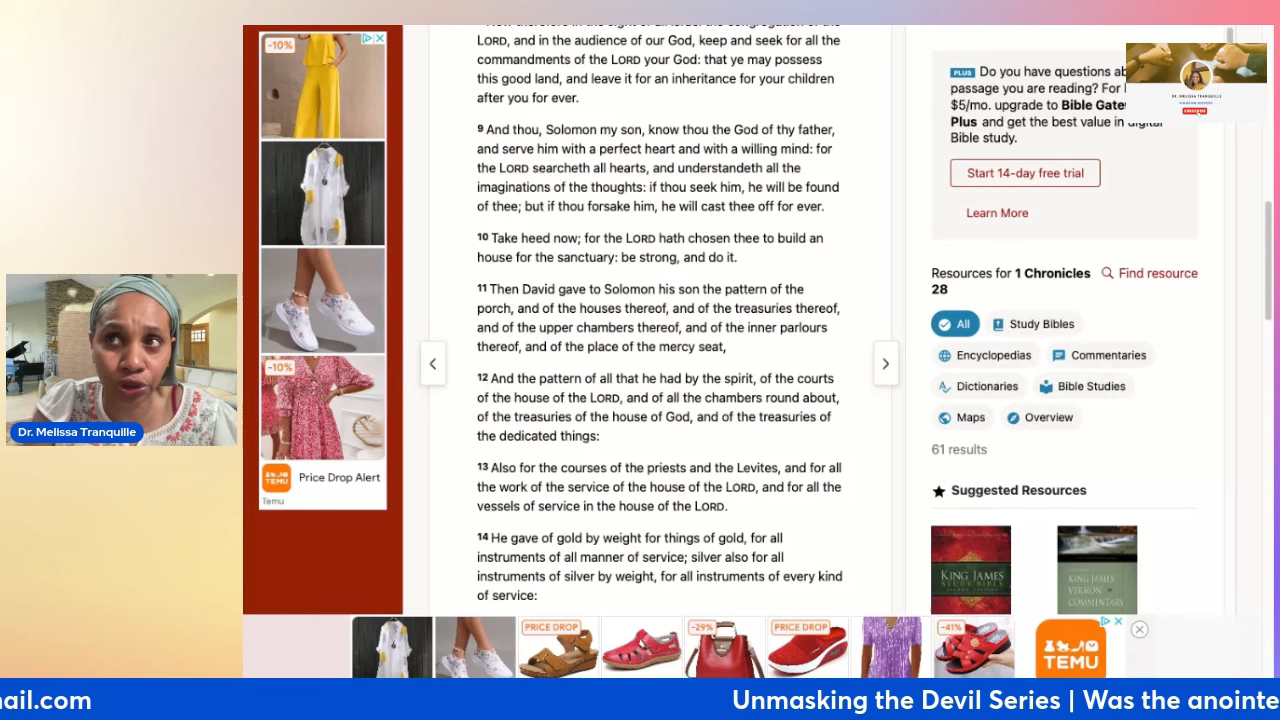 -10%
Price Drop Alert
Temu
-10%
TEMU
LORD, and in the audience of our God, keep and seek for all the
commandments of the LORD your God: that ye may possess
this good land, and leave it for an inheritance for your children
after you for ever.
9 And thou, Solomon my son, know thou the God of thy father,
and serve him with a perfect heart and with a willing mind: for
the LORD searcheth all hearts, and understandeth all the
imaginations of the thoughts: if thou seek him, he will be found
of thee; but if thou forsake him, he will cast thee off for ever.
10 Take heed now; for the LORD hath chosen thee to build an
house for the sanctuary: be strong, and do it.
11 Then David gave to Solomon his son the pattern of the
porch, and of the houses thereof, and of the treasuries thereof,
and of the upper chambers thereof, and of the inner parlours
thereof, and of the place of the mercy seat,
12 And the pattern of all that he had by the spirit, of the courts
of the house of the LORD, and of all the chambers round about,
of the treasuries of the house of God, and of the treasuries of
the dedicated things:
13 Also for the courses of the priests and the Levites, and for all
the work of the service of the house of the LORD, and for all the
vessels of service in the house of the LORD.
14 He gave of gold by weight for things of gold, for all
instruments of all manner of service; silver also for all
instruments of silver by weight, for all instruments of every kind
of service:
PLUS Do you have questions
passage you are reading? For
$5/mo. upgrade to Bible
Plus and get the best value in digital
Bible study.
Start 14-day free trial
Learn More
DR. MELISSA TRANQUILLE
SUBSCRIBE
Resources for 1 Chronicles
28
Find resource
All
Study Bibles
Encyclopedias
Commentaries
Dictionaries
Bible Studies
Maps
Overview
61 results
Suggested Resources
KING JAMES
STUDY BIBLE
KING JAMES
VERSION
COMMENTARY
Dr. Melissa Tranquille
PRICE DROP
-29%
PRICE DROP
-41%
TEMU
ail.com
Unmasking the Devil Series | Was the anointe